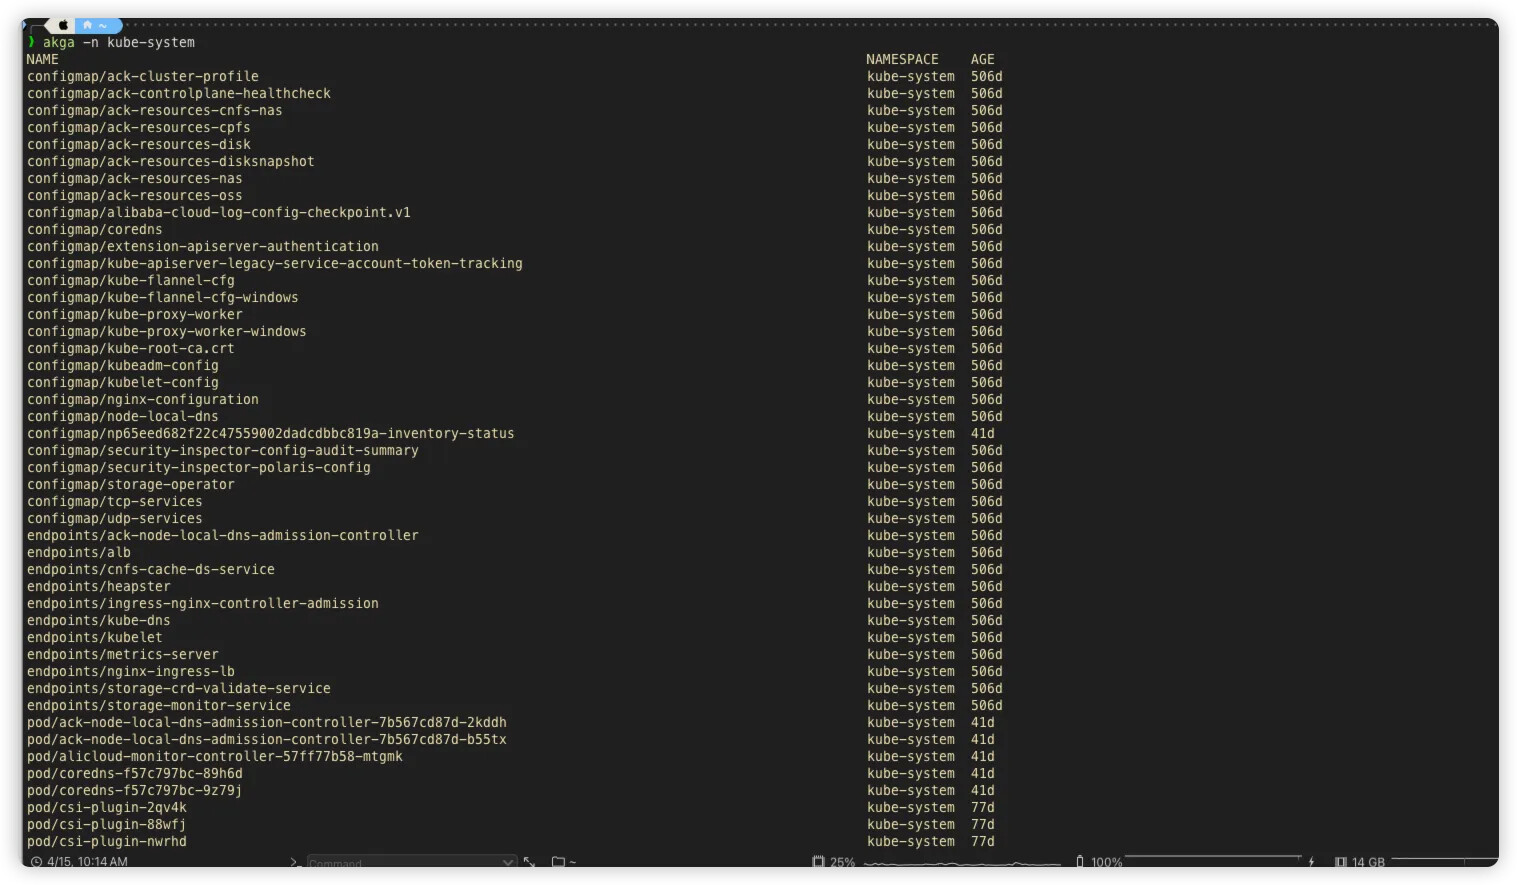 ~
❯ akga -n kube-system
NAME NAMESPACE AGE
configmap/ack-cluster-profile kube-system 506d
configmap/ack-controlplane-healthcheck kube-system 506d
configmap/ack-resources-cnfs-nas kube-system 506d
configmap/ack-resources-cpfs kube-system 506d
configmap/ack-resources-disk kube-system 506d
configmap/ack-resources-disksnapshot kube-system 506d
configmap/ack-resources-nas kube-system 506d
configmap/ack-resources-oss kube-system 506d
configmap/alibaba-cloud-log-config-checkpoint.v1 kube-system 506d
configmap/coredns kube-system 506d
configmap/extension-apiserver-authentication kube-system 506d
configmap/kube-apiserver-legacy-service-account-token-tracking kube-system 506d
configmap/kube-flannel-cfg kube-system 506d
configmap/kube-flannel-cfg-windows kube-system 506d
configmap/kube-proxy-worker kube-system 506d
configmap/kube-proxy-worker-windows kube-system 506d
configmap/kube-root-ca.crt kube-system 506d
configmap/kubeadm-config kube-system 506d
configmap/kubelet-config kube-system 506d
configmap/nginx-configuration kube-system 506d
configmap/node-local-dns kube-system 506d
configmap/np65eed682f22c47559002dadcdbbc819a-inventory-status kube-system 41d
configmap/security-inspector-config-audit-summary kube-system 506d
configmap/security-inspector-polaris-config kube-system 506d
configmap/storage-operator kube-system 506d
configmap/tcp-services kube-system 506d
configmap/udp-services kube-system 506d
endpoints/ack-node-local-dns-admission-controller kube-system 506d
endpoints/alb kube-system 506d
endpoints/cnfs-cache-ds-service kube-system 506d
endpoints/heapster kube-system 506d
endpoints/ingress-nginx-controller-admission kube-system 506d
endpoints/kube-dns kube-system 506d
endpoints/kubelet kube-system 506d
endpoints/metrics-server kube-system 506d
endpoints/nginx-ingress-lb kube-system 506d
endpoints/storage-crd-validate-service kube-system 506d
endpoints/storage-monitor-service kube-system 506d
pod/ack-node-local-dns-admission-controller-7b567cd87d-2kddh kube-system 41d
pod/ack-node-local-dns-admission-controller-7b567cd87d-b55tx kube-system 41d
pod/alicloud-monitor-controller-57ff77b58-mtgmk kube-system 41d
pod/coredns-f57c797bc-89h6d kube-system 41d
pod/coredns-f57c797bc-9z79j kube-system 41d
pod/csi-plugin-2qv4k kube-system 77d
pod/csi-plugin-88wfj kube-system 77d
pod/csi-plugin-nwrhd kube-system 77d
4/15, 10:14 AM Command ~ 25% 100% 14 GB